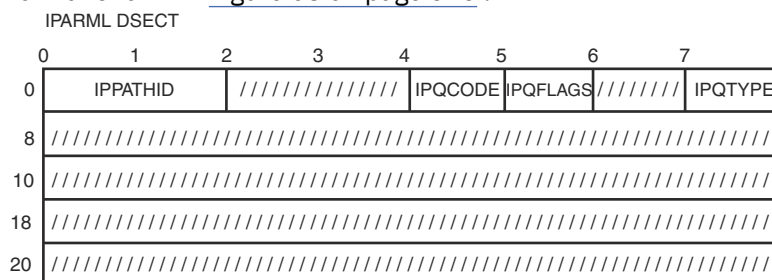 IPARML DSECT
0 1 2 3 4 5 6 7
0 IPPATHID /////////////// IPQCODE IPQFLAGS //////// IPQTYPE
8 ////////////////////////////////////////////////////////////////
10 ////////////////////////////////////////////////////////////////
18 ////////////////////////////////////////////////////////////////
20 ////////////////////////////////////////////////////////////////